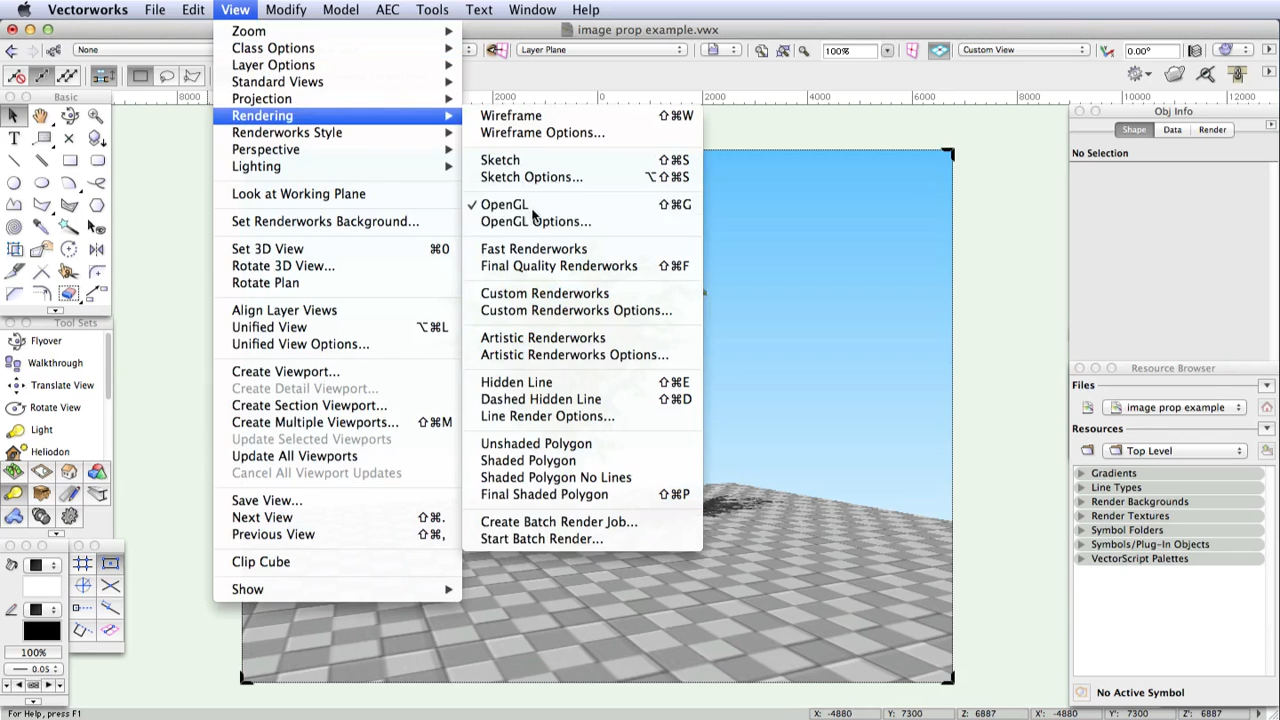 Vectorworks File Edit View Modify Model AEC Tools Text Window Help
image prop example.vwx
None
Layer Plane
100%
Custom View
0.00°
8000
2000
0
2000
4000
6000
8000
10000
12000
Basic
Tool Sets
Flyover
Walkthrough
Translate View
Rotate View
Light
Heliodon
100%
0.05
Zoom
Class Options
Layer Options
Standard Views
Projection
Rendering
Renderworks Style
Perspective
Lighting
Look at Working Plane
Set Renderworks Background...
Set 3D View ⌘0
Rotate 3D View...
Rotate Plan
Align Layer Views
Unified View ⌥⌘L
Unified View Options...
Create Viewport...
Create Detail Viewport...
Create Section Viewport...
Create Multiple Viewports... ⇧⌘M
Update Selected Viewports
Update All Viewports
Cancel All Viewport Updates
Save View...
Next View ⇧⌘.
Previous View ⇧⌘,
Clip Cube
Show
Wireframe ⇧⌘W
Wireframe Options...
Sketch ⇧⌘S
Sketch Options... ⌥⇧⌘S
✓ OpenGL ⇧⌘G
OpenGL Options...
Fast Renderworks
Final Quality Renderworks ⇧⌘F
Custom Renderworks
Custom Renderworks Options...
Artistic Renderworks
Artistic Renderworks Options...
Hidden Line ⇧⌘E
Dashed Hidden Line ⇧⌘D
Line Render Options...
Unshaded Polygon
Shaded Polygon
Shaded Polygon No Lines
Final Shaded Polygon ⇧⌘P
Create Batch Render Job...
Start Batch Render...
Obj Info
Shape Data Render
No Selection
Resource Browser
Files
image prop example
Resources
Top Level
Gradients
Line Types
Render Backgrounds
Render Textures
Symbol Folders
Symbols/Plug-In Objects
VectorScript Palettes
No Active Symbol
For Help, press F1
X: -4880 Y: 7300 Z: 6887 X': -4880 Y': 7300 Z': 6887